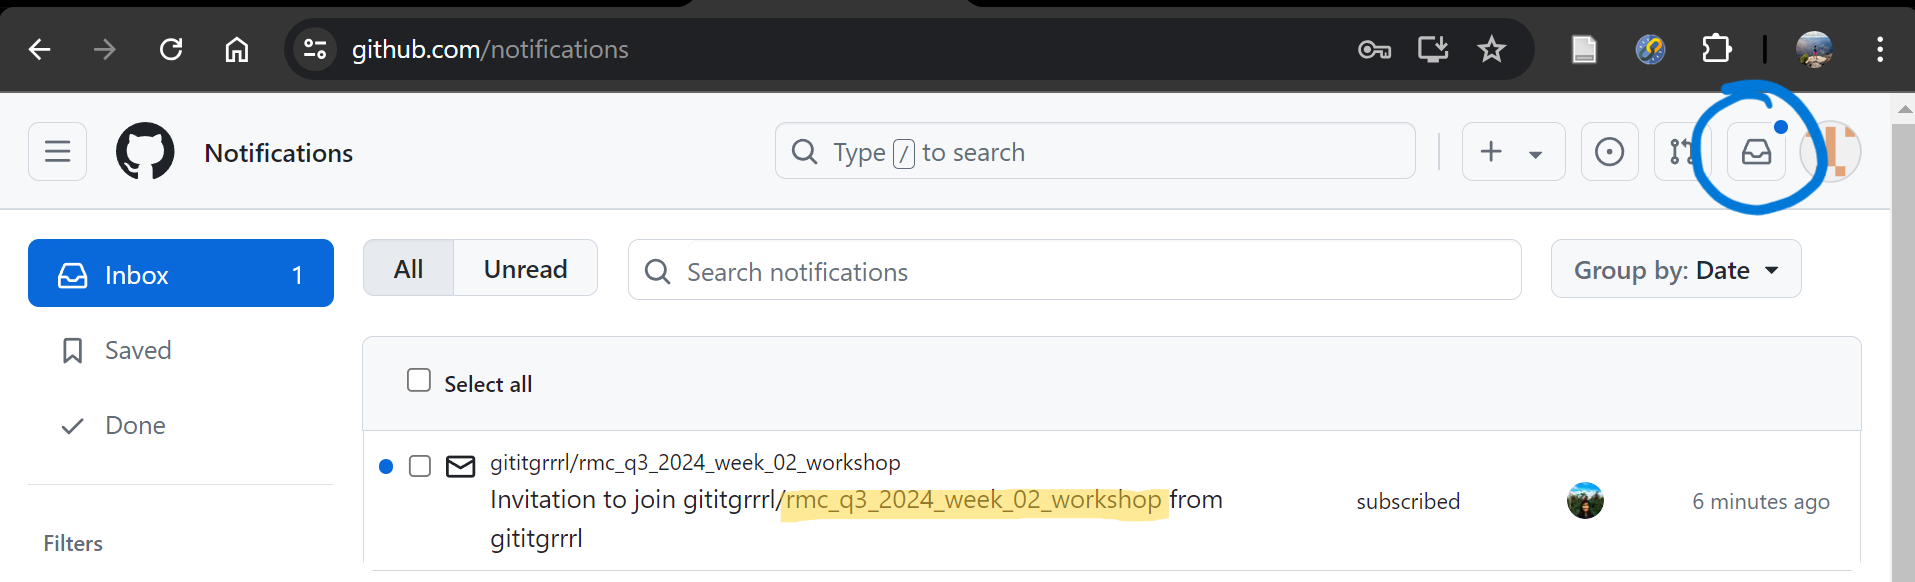 github.com/notifications
Notifications
Type / to search
Inbox 1
All
Unread
Search notifications
Group by: Date
Saved
Select all
Done
gititgrrrl/rmc_q3_2024_week_02_workshop
Invitation to join gititgrrrl/rmc_q3_2024_week_02_workshop from
gititgrrrl
subscribed
6 minutes ago
Filters